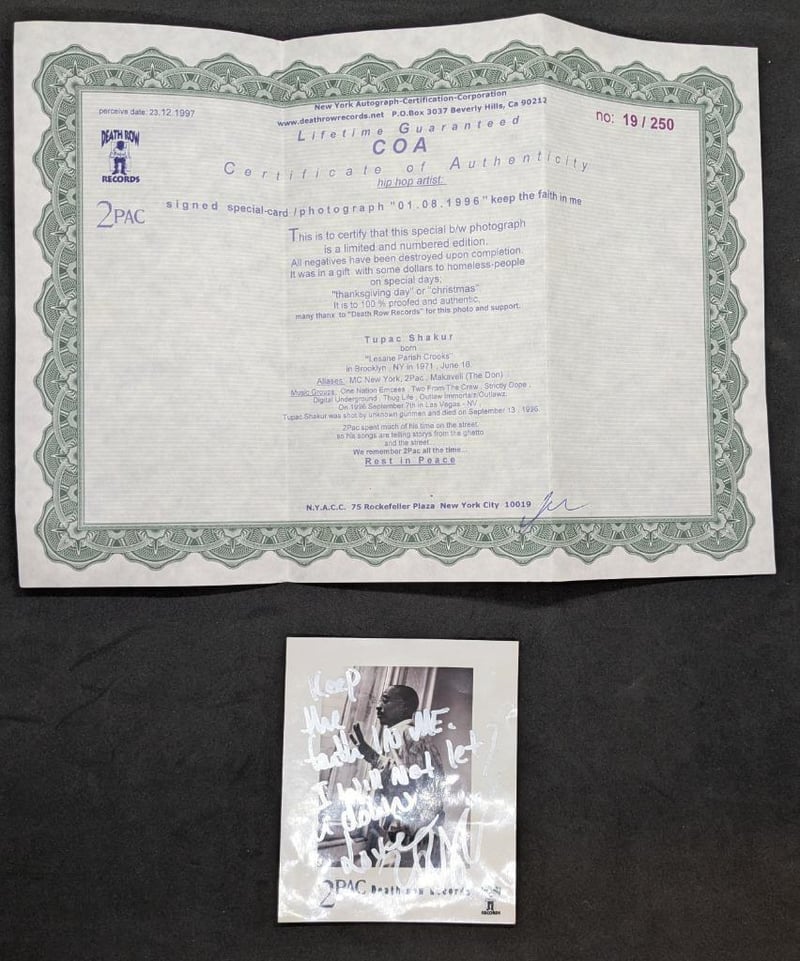 New York Autograph-Certification-Corporation
perceive date: 23.12.1997
www.deathrowrecords.net P.O.Box 3037 Beverly Hills, Ca 90212
no: 19 / 250
Lifetime Guaranteed
COA
DEATH ROW
RECORDS
Certificate of Authenticity
hip hop artist:
2PAC
signed special-card / photograph "01.08.1996" keep the faith in me
This is to certify that this special b/w photograph
is a limited and numbered edition.
All negatives have been destroyed upon completion.
It was in a gift with some dollars to homeless-people
on special days;
"thanksgiving day" or "christmas".
It is to 100 % proofed and authentic.
many thanx to "Death Row Records" for this photo and support.
Tupac Shakur
born
"Lesane Parish Crooks"
in Brooklyn, NY in 1971, June 16.
Aliases: MC New York, 2Pac, Makaveli (The Don)
Music Groups: One Nation Emcees, Two From The Crew, Strictly Dope,
Digital Underground, Thug Life, Outlaw Immortalz/Outlawz.
On 1996 September 7th in Las Vegas - NV,
Tupac Shakur was shot by unknown gunmen and died on September 13, 1996.
2Pac spent much of his time on the street,
so his songs are telling storys from the ghetto
and the street...
We remember 2Pac all the time...
Rest in Peace
N.Y.A.C.C. 75 Rockefeller Plaza New York City 10019
Keep
the
faith IN ME.
I will Not let
u down
2PAC Death row Records
RECORDS